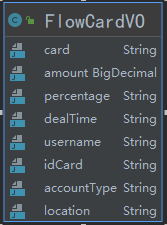 FlowCardVO
card String
amount BigDecimal
percentage String
dealTime String
username String
idCard String
accountType String
location String